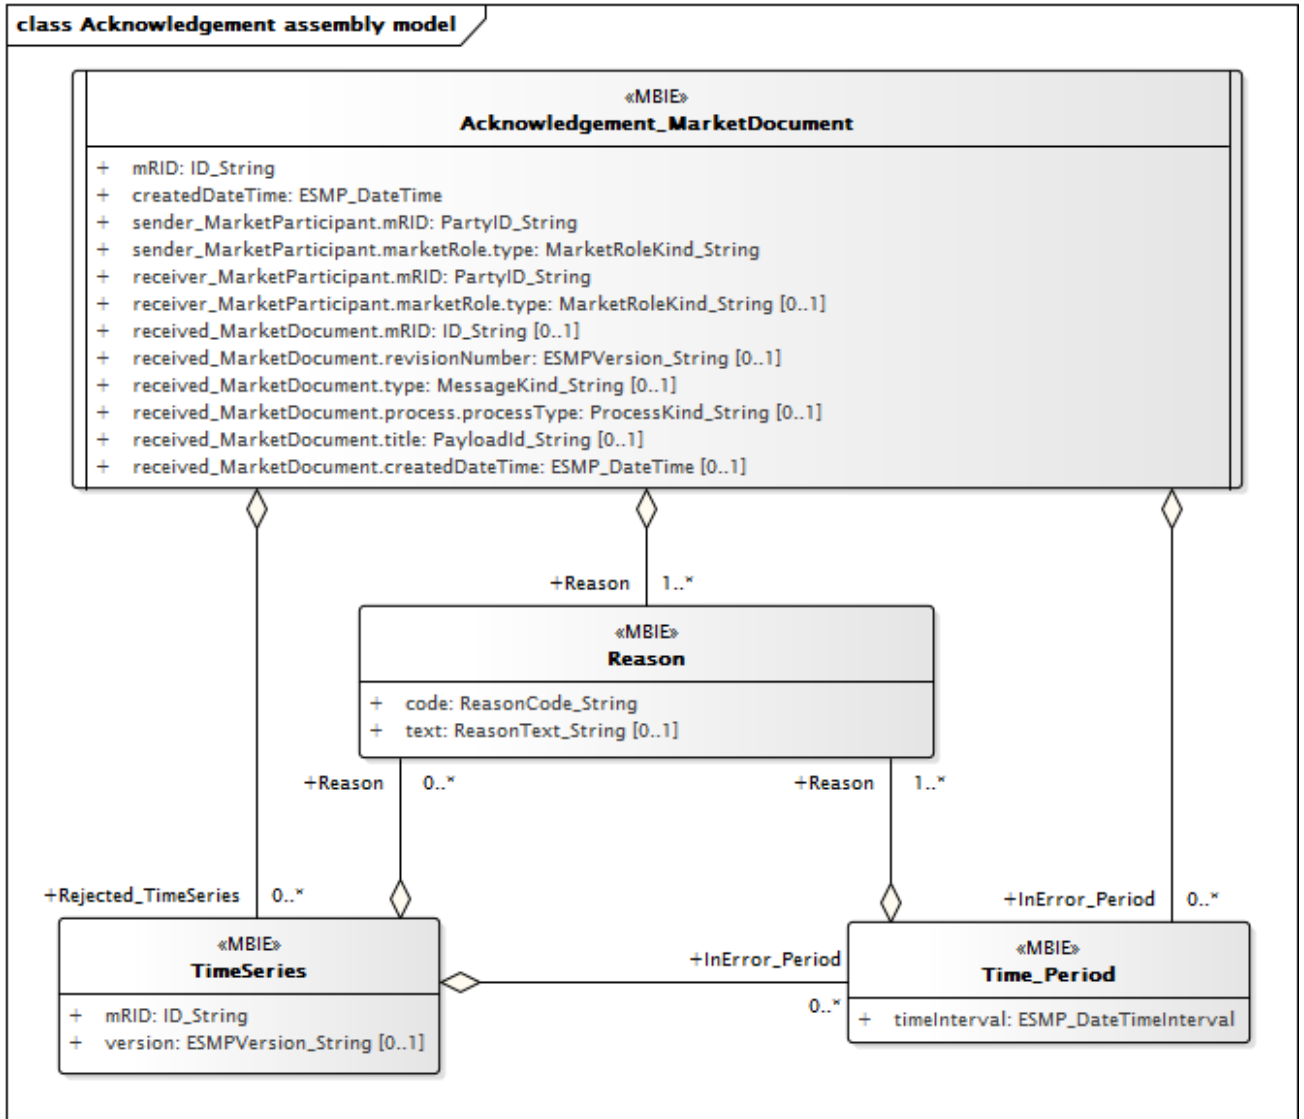 class Acknowledgement assembly model
«MBIE»
Acknowledgement_MarketDocument
+ mRID: ID_String
+ createdDateTime: ESMP_DateTime
+ sender_MarketParticipant.mRID: PartyID_String
+ sender_MarketParticipant.marketRole.type: MarketRoleKind_String
+ receiver_MarketParticipant.mRID: PartyID_String
+ receiver_MarketParticipant.marketRole.type: MarketRoleKind_String [0..1]
+ received_MarketDocument.mRID: ID_String [0..1]
+ received_MarketDocument.revisionNumber: ESMPVersion_String [0..1]
+ received_MarketDocument.type: MessageKind_String [0..1]
+ received_MarketDocument.process.processType: ProcessKind_String [0..1]
+ received_MarketDocument.title: PayloadId_String [0..1]
+ received_MarketDocument.createdDateTime: ESMP_DateTime [0..1]
+Reason 1..*
«MBIE»
Reason
+ code: ReasonCode_String
+ text: ReasonText_String [0..1]
+Reason 0..*
+Reason 1..*
+Rejected_TimeSeries 0..*
+InError_Period 0..*
«MBIE»
TimeSeries
+ mRID: ID_String
+ version: ESMPVersion_String [0..1]
+InError_Period
0..*
«MBIE»
Time_Period
+ timeInterval: ESMP_DateTimeInterval